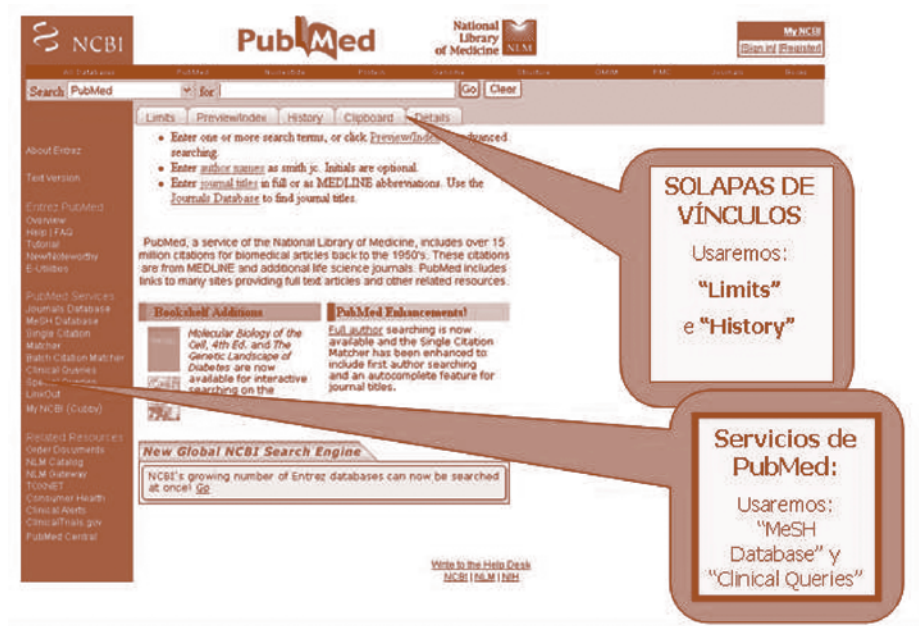 NCBI
PubMed
National
Library
of Medicine NLM
My NCBI
[Sign In] [Register]
All Databases PubMed Nucleotide Protein Genome Structure OMIM PMC Journals Books
Search PubMed for Go Clear
Limits Preview/Index History Clipboard Details
About Entrez
Text Version
Entrez PubMed
Overview
Help | FAQ
Tutorial
New/Noteworthy
E-Utilities
PubMed Services
Journals Database
MeSH Database
Single Citation
Matcher
Batch Citation Matcher
Clinical Queries
LinkOut
My NCBI (Cubby)
Related Resources
Order Documents
NLM Catalog
NLM Gateway
TOXNET
Consumer Health
Clinical Alerts
ClinicalTrials.gov
PubMed Central
• Enter one or more search terms, or click Preview/Index advanced
searching.
• Enter author names as smith jc. Initials are optional.
• Enter journal titles in full or as MEDLINE abbreviations. Use the
Journals Database to find journal titles.
PubMed, a service of the National Library of Medicine, includes over 15
million citations for biomedical articles back to the 1950's. These citations
are from MEDLINE and additional life science journals. PubMed includes
links to many sites providing full text articles and other related resources.
Bookshelf Additions
Molecular Biology of the
Cell, 4th Ed. and The
Genetic Landscape of
Diabetes are now
available for interactive
searching on the
PubMed Enhancements!
Full author searching is now
available and the Single Citation
Matcher has been enhanced to
include first author searching
and an autocomplete feature for
journal titles.
New Global NCBI Search Engine
NCBI's growing number of Entrez databases can now be searched
at once! Go
Write to the Help Desk
NCBI | NLM | NIH
SOLAPAS DE
VÍNCULOS
Usaremos:
“Limits”
e “History”
Servicios de
PubMed:
Usaremos:
“MeSH
Database” y
“Clinical Queries”